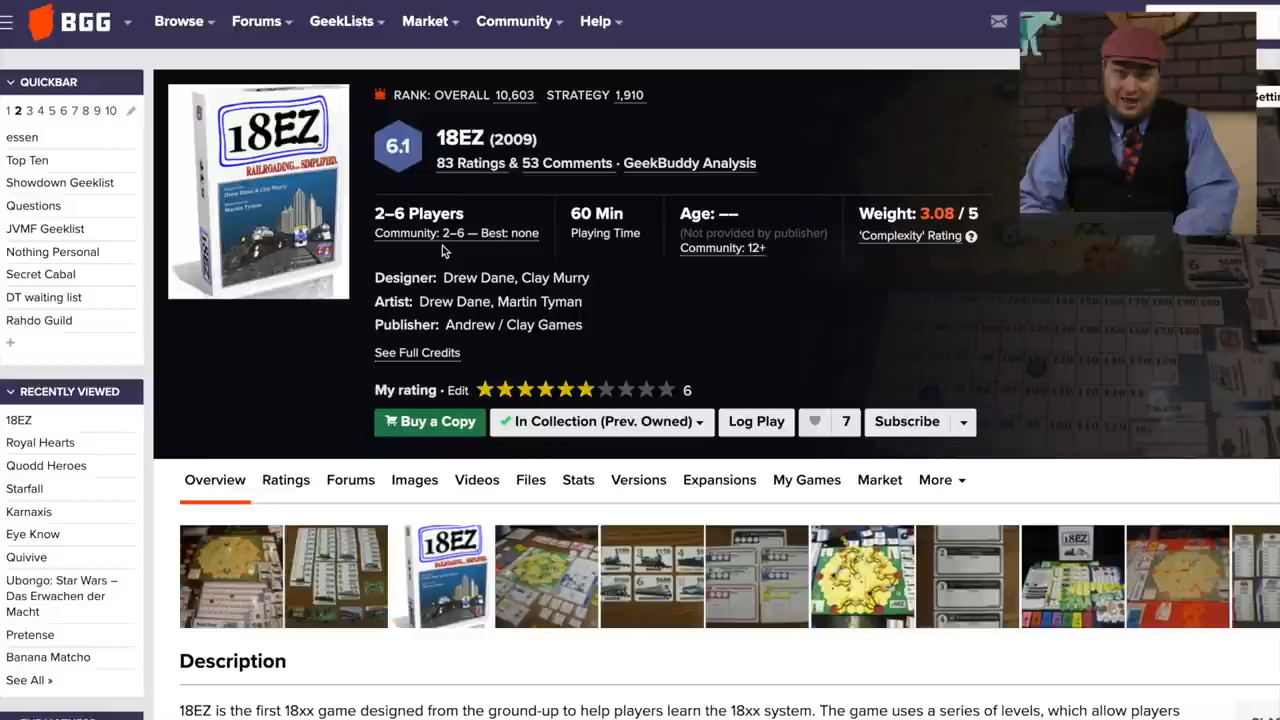 BGG
Browse
Forums
GeekLists
Market
Community
Help
QUICKBAR
1 2 3 4 5 6 7 8 9 10
essen
Top Ten
Showdown Geeklist
Questions
JVMF Geeklist
Nothing Personal
Secret Cabal
DT waiting list
Rahdo Guild
+
RECENTLY VIEWED
18EZ
Royal Hearts
Quodd Heroes
Starfall
Karnaxis
Eye Know
Quivive
Ubongo: Star Wars –
Das Erwachen der
Macht
Pretense
Banana Matcho
See All »
18EZ
RAILROADING... SIMPLIFIED.
Drew Dane & Clay Murry
Martin Tyman
RANK: OVERALL 10,603 STRATEGY 1,910
6.1
18EZ (2009)
83 Ratings & 53 Comments · GeekBuddy Analysis
2–6 Players
Community: 2–6 — Best: none
60 Min
Playing Time
Age: ––
(Not provided by publisher)
Community: 12+
Weight: 3.08 / 5
'Complexity' Rating ?
Designer: Drew Dane, Clay Murry
Artist: Drew Dane, Martin Tyman
Publisher: Andrew / Clay Games
See Full Credits
My rating · Edit
6
Buy a Copy
In Collection (Prev. Owned)
Log Play
7
Subscribe
Overview
Ratings
Forums
Images
Videos
Files
Stats
Versions
Expansions
My Games
Market
More
18EZ
Description
18EZ is the first 18xx game designed from the ground-up to help players learn the 18xx system. The game uses a series of levels, which allow players